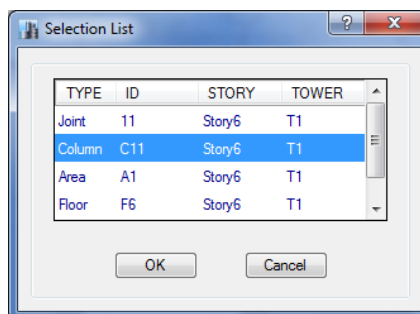 Selection List
TYPE ID STORY TOWER
Joint 11 Story6 T1
Column C11 Story6 T1
Area A1 Story6 T1
Floor F6 Story6 T1
OK Cancel